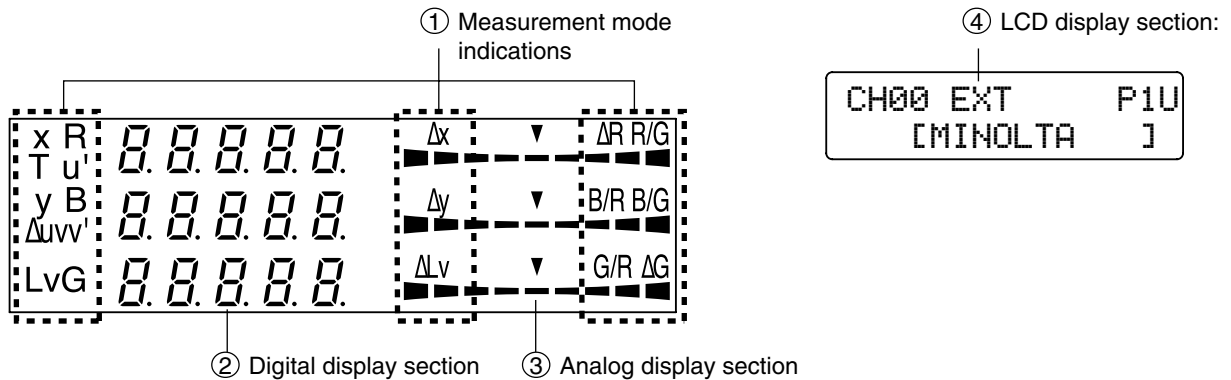 ① Measurement mode
indications
④ LCD display section:
CH00 EXT P1U
[MINOLTA ]
x R 8.8.8.8.8. Δx ▼ ΔR R/G
T u'
y B 8.8.8.8.8. Δy ▼ B/R B/G
Δuvv'
LvG 8.8.8.8.8. ΔLv ▼ G/R ΔG
② Digital display section
③ Analog display section